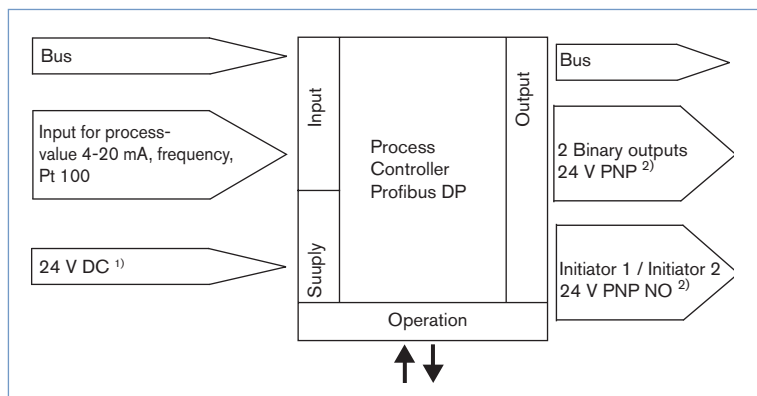 Bus
Input for process-
value 4-20 mA, frequency,
Pt 100
24 V DC 1)
Input
Suuply
Process
Controller
Profibus DP
Output
Operation
Bus
2 Binary outputs
24 V PNP 2)
Initiator 1 / Initiator 2
24 V PNP NO 2)